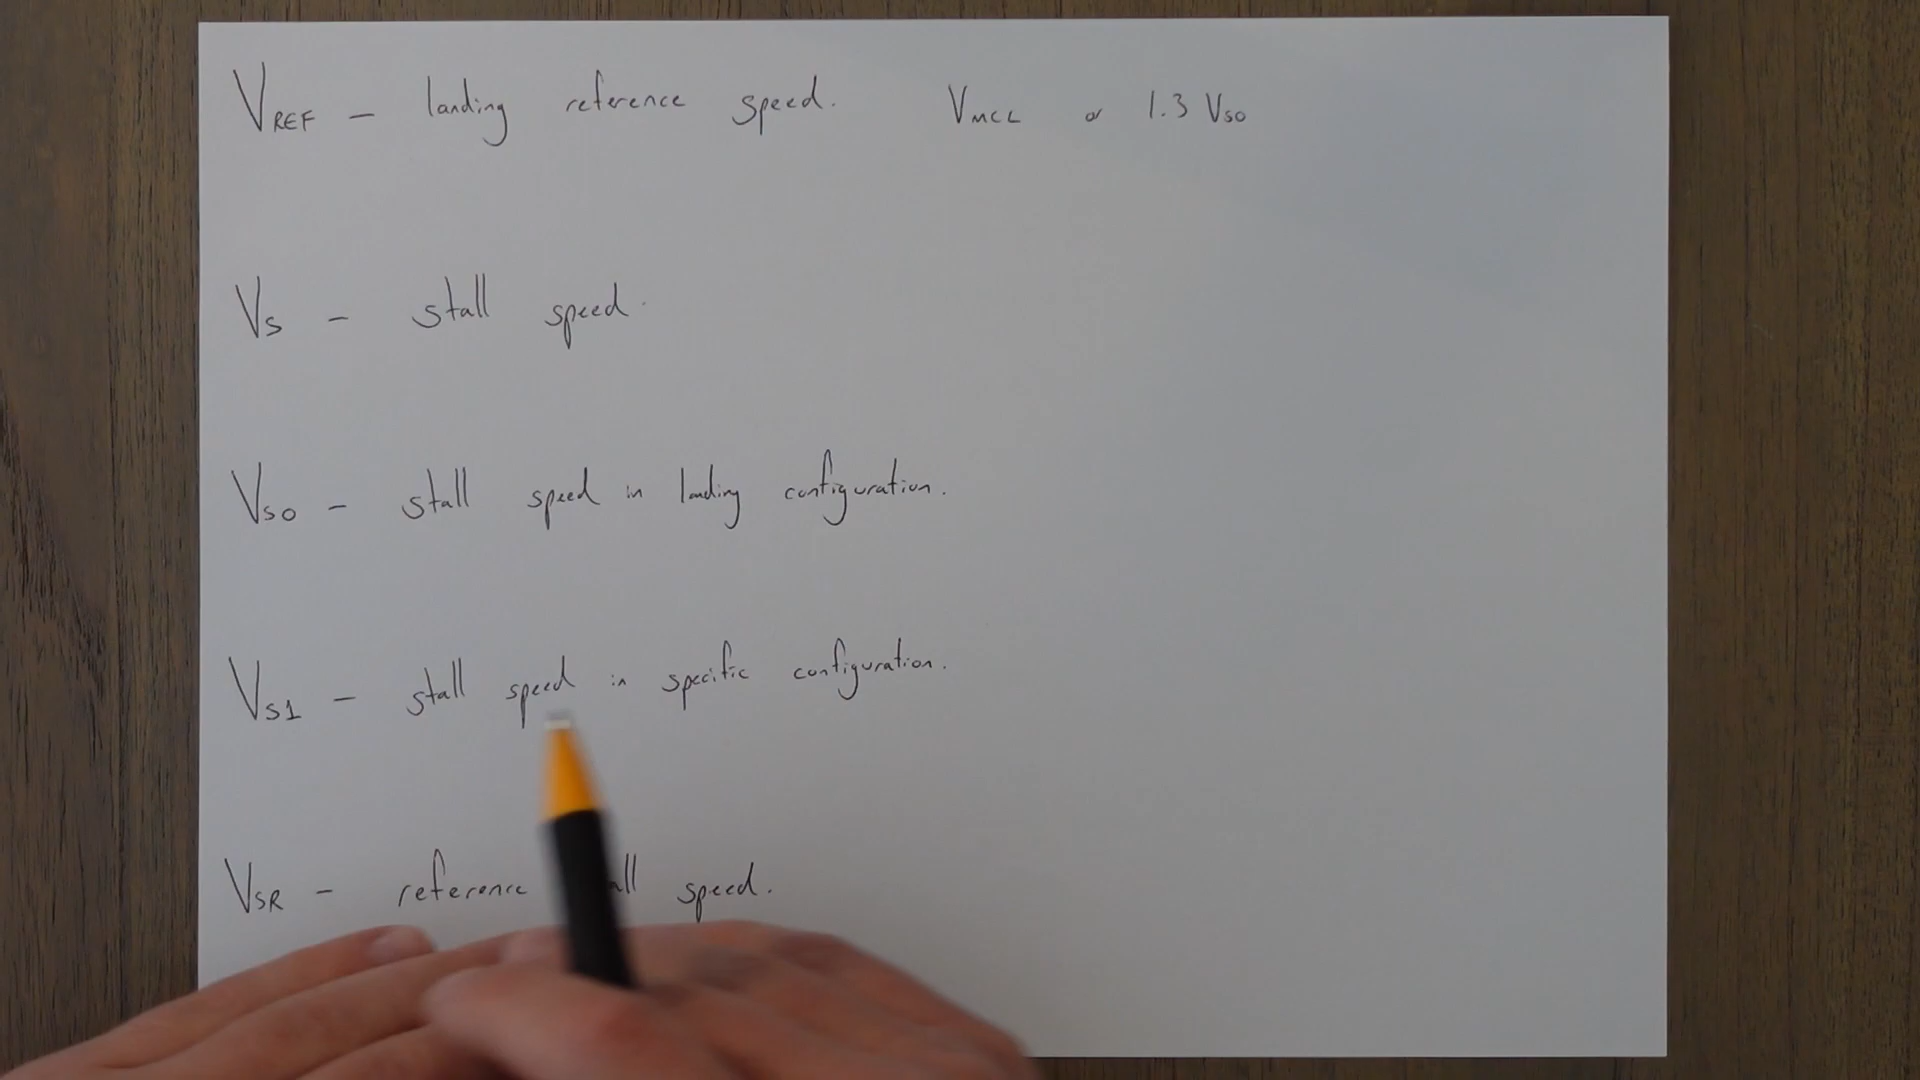 VREF - landing reference speed. VMCL or 1.3 VSO
VS - stall speed.
VSO - stall speed in landing configuration.
VS1 - stall speed in specific configuration.
VSR - reference speed.